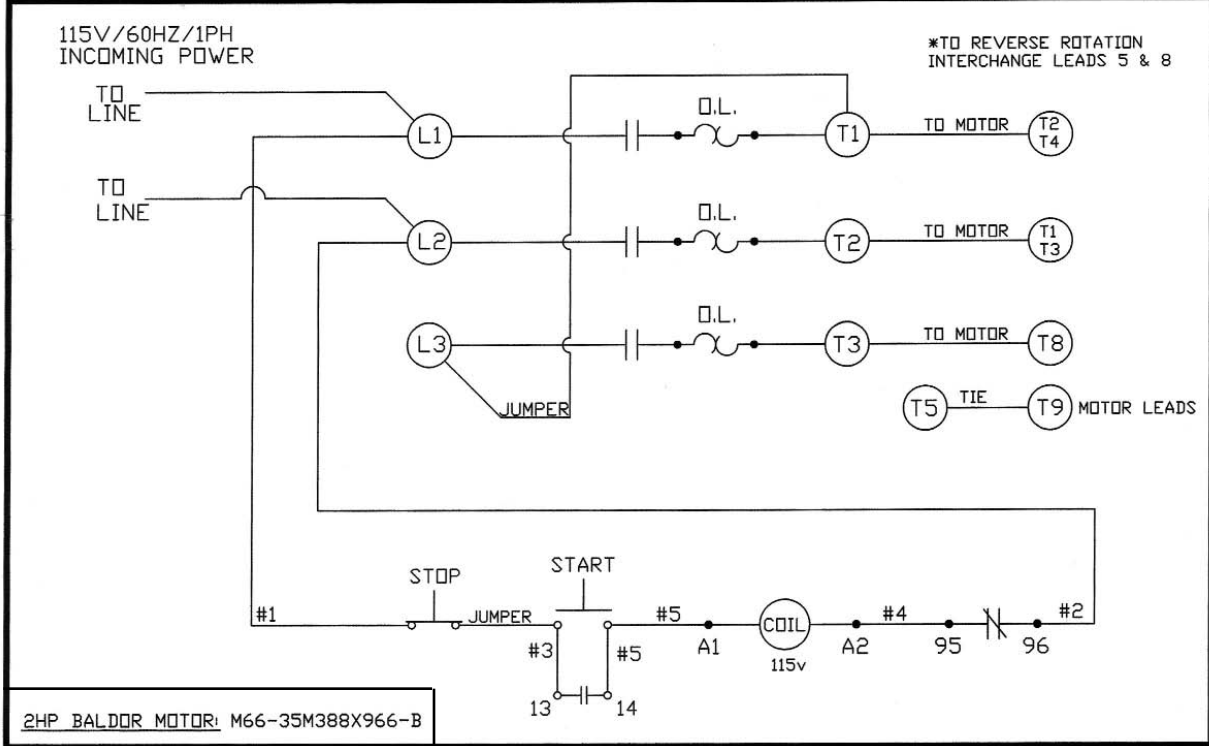 115V/60HZ/1PH
INCOMING POWER
*TO REVERSE ROTATION
INTERCHANGE LEADS 5 & 8
TO
LINE
L1
O.L.
T1
TO MOTOR
T2
T4
TO
LINE
L2
O.L.
T2
TO MOTOR
T1
T3
L3
O.L.
T3
TO MOTOR
T8
JUMPER
T5
TIE
T9
MOTOR LEADS
STOP
START
#1
JUMPER
#5
COIL
#4
#2
#3
#5
A1
115v
A2
95
96
13
14
2HP BALDOR MOTOR: M66-35M388X966-B